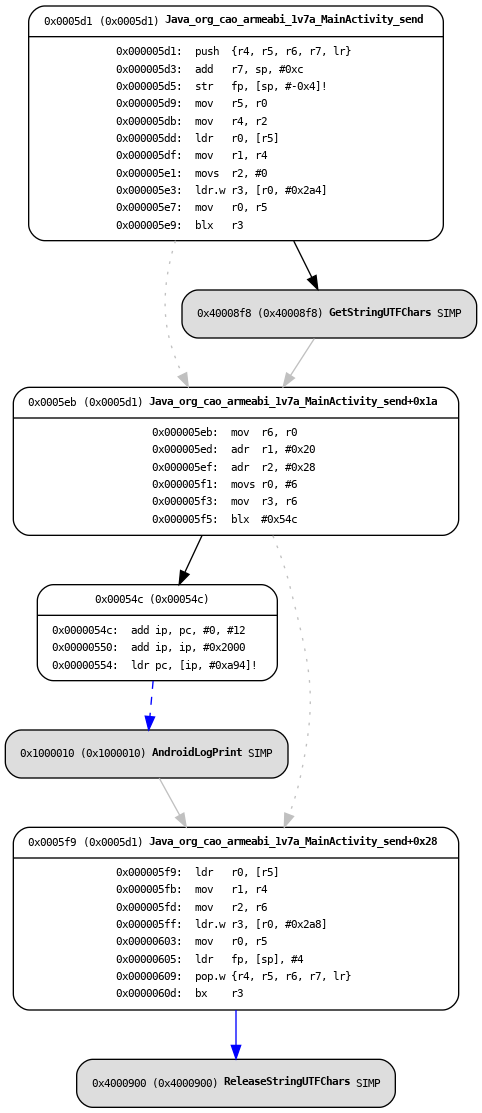 0x0005d1 (0x0005d1) Java_org_cao_armeabi_1v7a_MainActivity_send
0x000005d1: push {r4, r5, r6, r7, lr}
0x000005d3: add r7, sp, #0xc
0x000005d5: str fp, [sp, #-0x4]!
0x000005d9: mov r5, r0
0x000005db: mov r4, r2
0x000005dd: ldr r0, [r5]
0x000005df: mov r1, r4
0x000005e1: movs r2, #0
0x000005e3: ldr.w r3, [r0, #0x2a4]
0x000005e7: mov r0, r5
0x000005e9: blx r3
0x40008f8 (0x40008f8) GetStringUTFChars SIMP
0x0005eb (0x0005d1) Java_org_cao_armeabi_1v7a_MainActivity_send+0x1a
0x000005eb: mov r6, r0
0x000005ed: adr r1, #0x20
0x000005ef: adr r2, #0x28
0x000005f1: movs r0, #6
0x000005f3: mov r3, r6
0x000005f5: blx #0x54c
0x00054c (0x00054c)
0x0000054c: add ip, pc, #0, #12
0x00000550: add ip, ip, #0x2000
0x00000554: ldr pc, [ip, #0xa94]!
0x1000010 (0x1000010) AndroidLogPrint SIMP
0x0005f9 (0x0005d1) Java_org_cao_armeabi_1v7a_MainActivity_send+0x28
0x000005f9: ldr r0, [r5]
0x000005fb: mov r1, r4
0x000005fd: mov r2, r6
0x000005ff: ldr.w r3, [r0, #0x2a8]
0x00000603: mov r0, r5
0x00000605: ldr fp, [sp], #4
0x00000609: pop.w {r4, r5, r6, r7, lr}
0x0000060d: bx r3
0x4000900 (0x4000900) ReleaseStringUTFChars SIMP